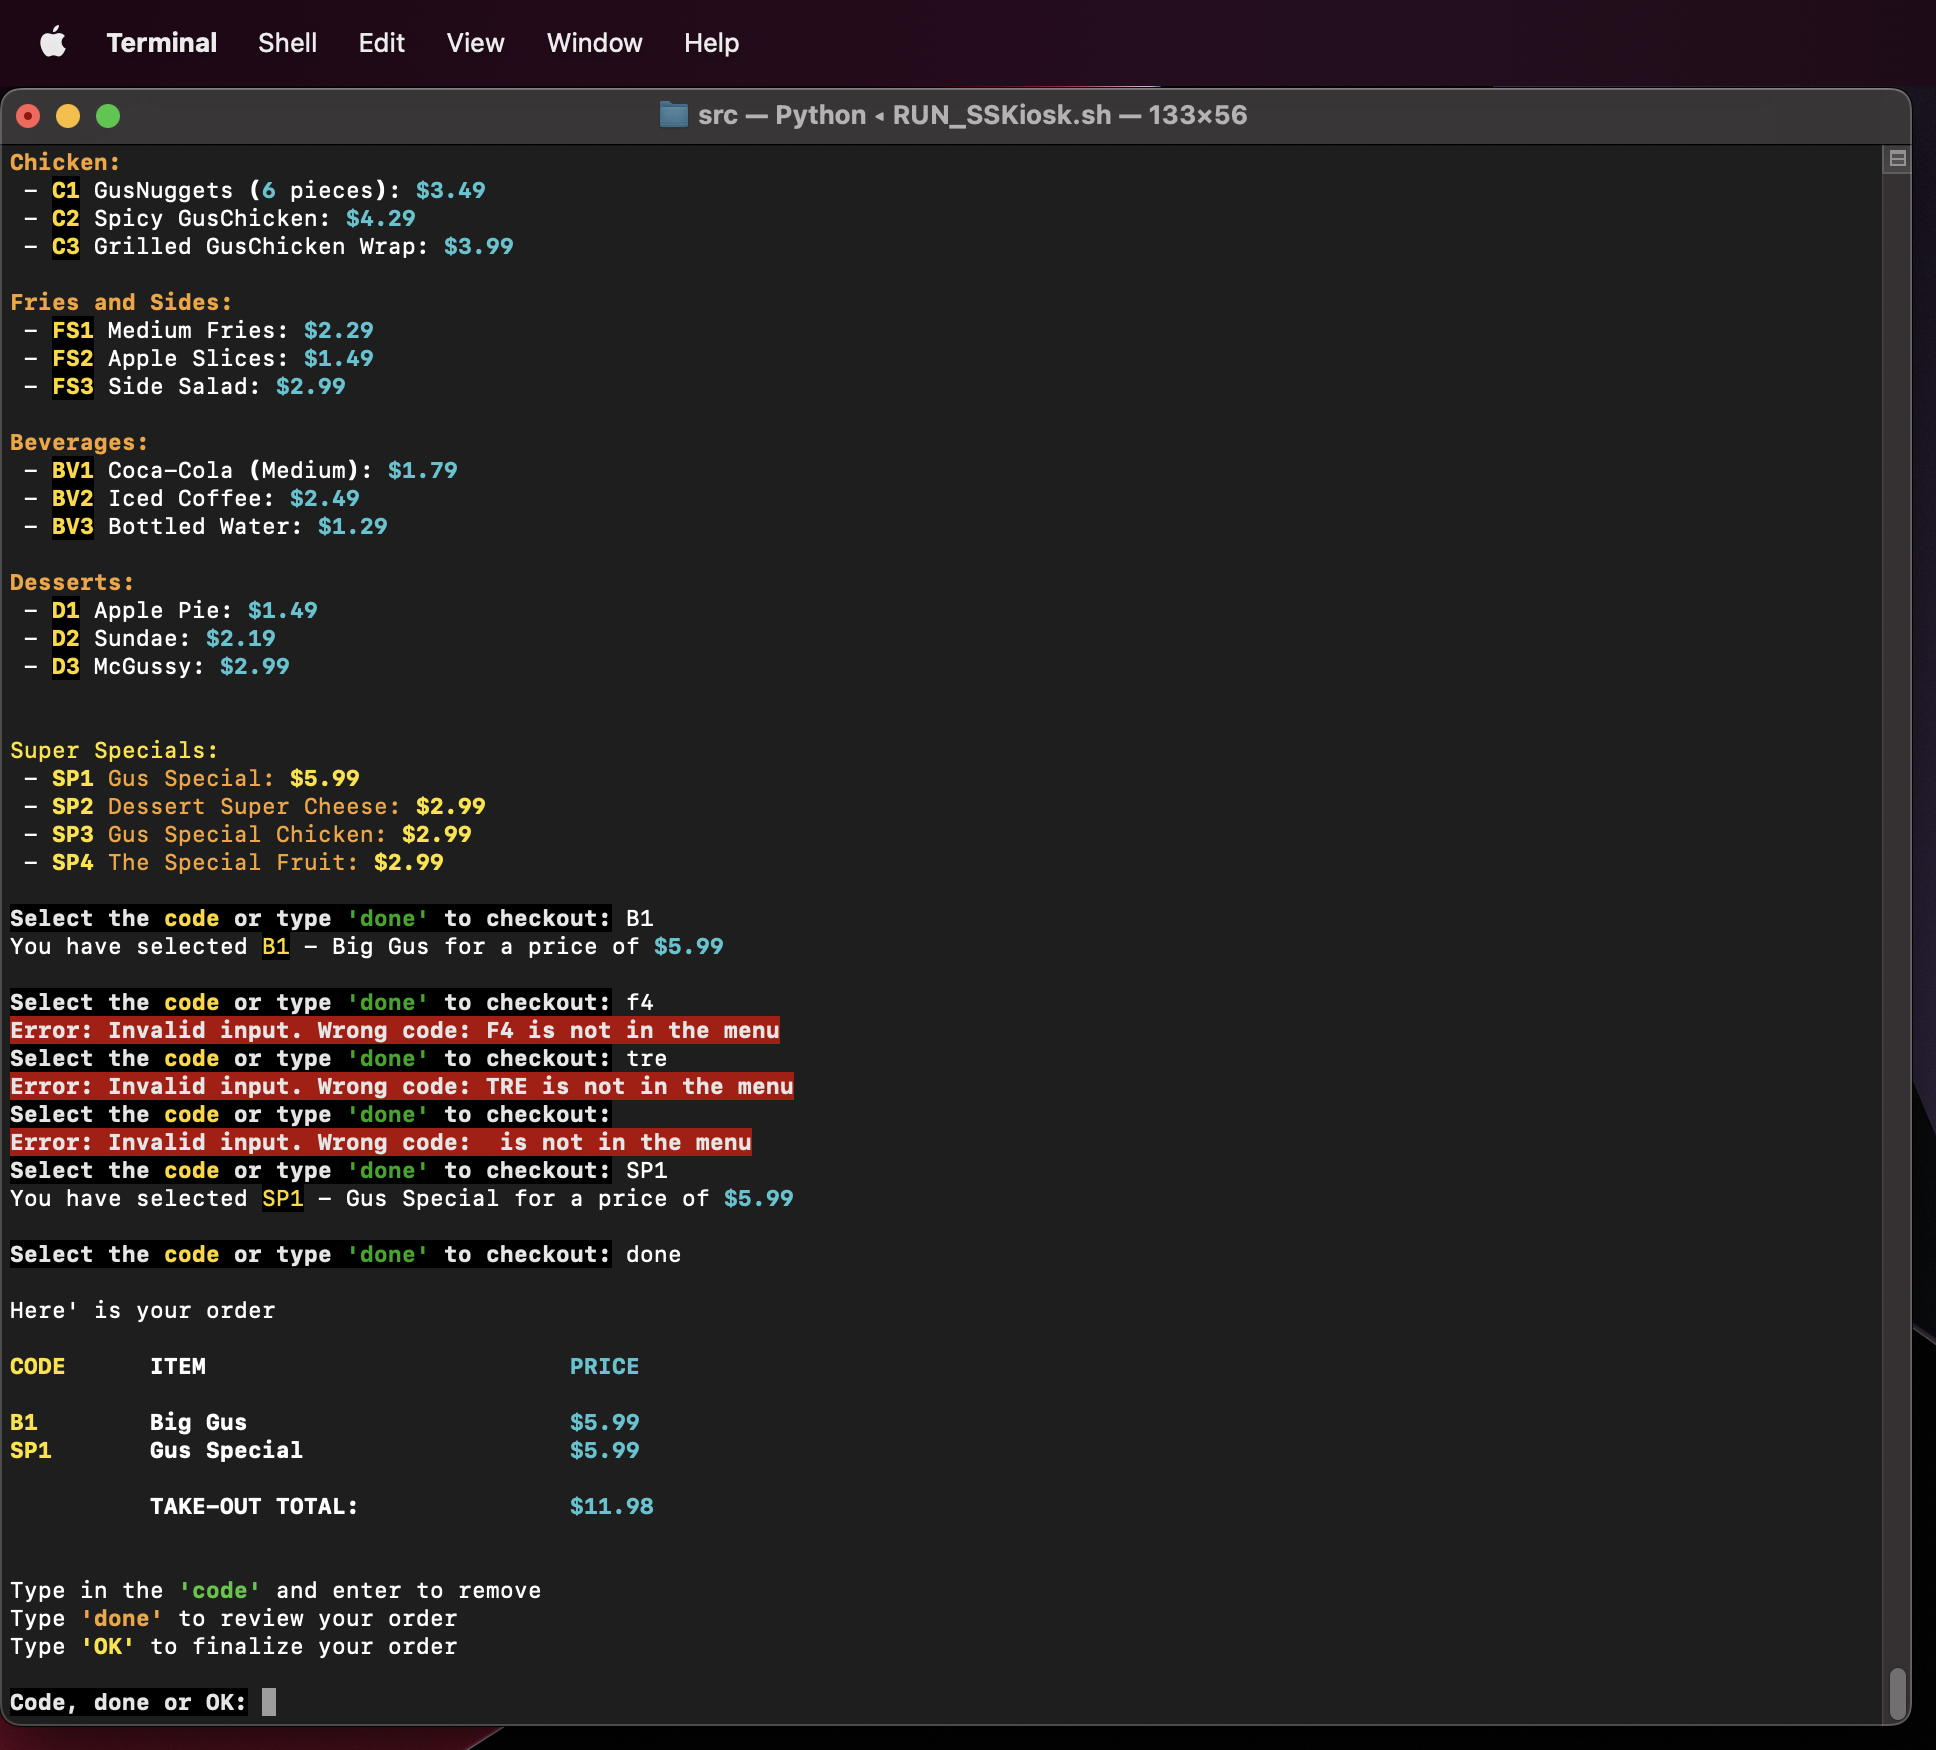 Terminal Shell Edit View Window Help
src — Python ◂ RUN_SSKiosk.sh — 133×56
Chicken:
– C1 GusNuggets (6 pieces): $3.49
– C2 Spicy GusChicken: $4.29
– C3 Grilled GusChicken Wrap: $3.99
Fries and Sides:
– FS1 Medium Fries: $2.29
– FS2 Apple Slices: $1.49
– FS3 Side Salad: $2.99
Beverages:
– BV1 Coca-Cola (Medium): $1.79
– BV2 Iced Coffee: $2.49
– BV3 Bottled Water: $1.29
Desserts:
– D1 Apple Pie: $1.49
– D2 Sundae: $2.19
– D3 McGussy: $2.99
Super Specials:
– SP1 Gus Special: $5.99
– SP2 Dessert Super Cheese: $2.99
– SP3 Gus Special Chicken: $2.99
– SP4 The Special Fruit: $2.99
Select the code or type 'done' to checkout: B1
You have selected B1 – Big Gus for a price of $5.99
Select the code or type 'done' to checkout: f4
Error: Invalid input. Wrong code: F4 is not in the menu
Select the code or type 'done' to checkout: tre
Error: Invalid input. Wrong code: TRE is not in the menu
Select the code or type 'done' to checkout:
Error: Invalid input. Wrong code:  is not in the menu
Select the code or type 'done' to checkout: SP1
You have selected SP1 – Gus Special for a price of $5.99
Select the code or type 'done' to checkout: done
Here' is your order
CODE ITEM PRICE
B1 Big Gus $5.99
SP1 Gus Special $5.99
TAKE-OUT TOTAL: $11.98
Type in the 'code' and enter to remove
Type 'done' to review your order
Type 'OK' to finalize your order
Code, done or OK: